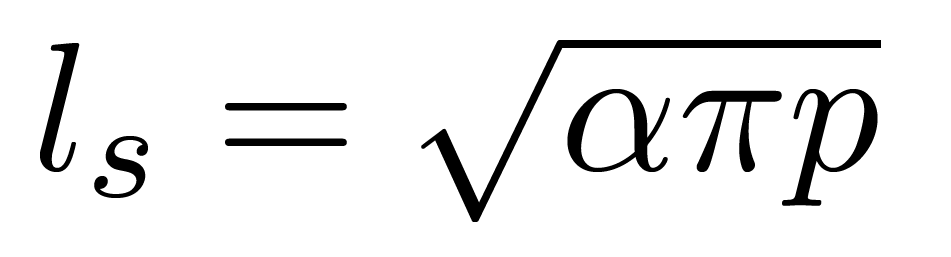 $l_s = \sqrt{\alpha \pi p}$